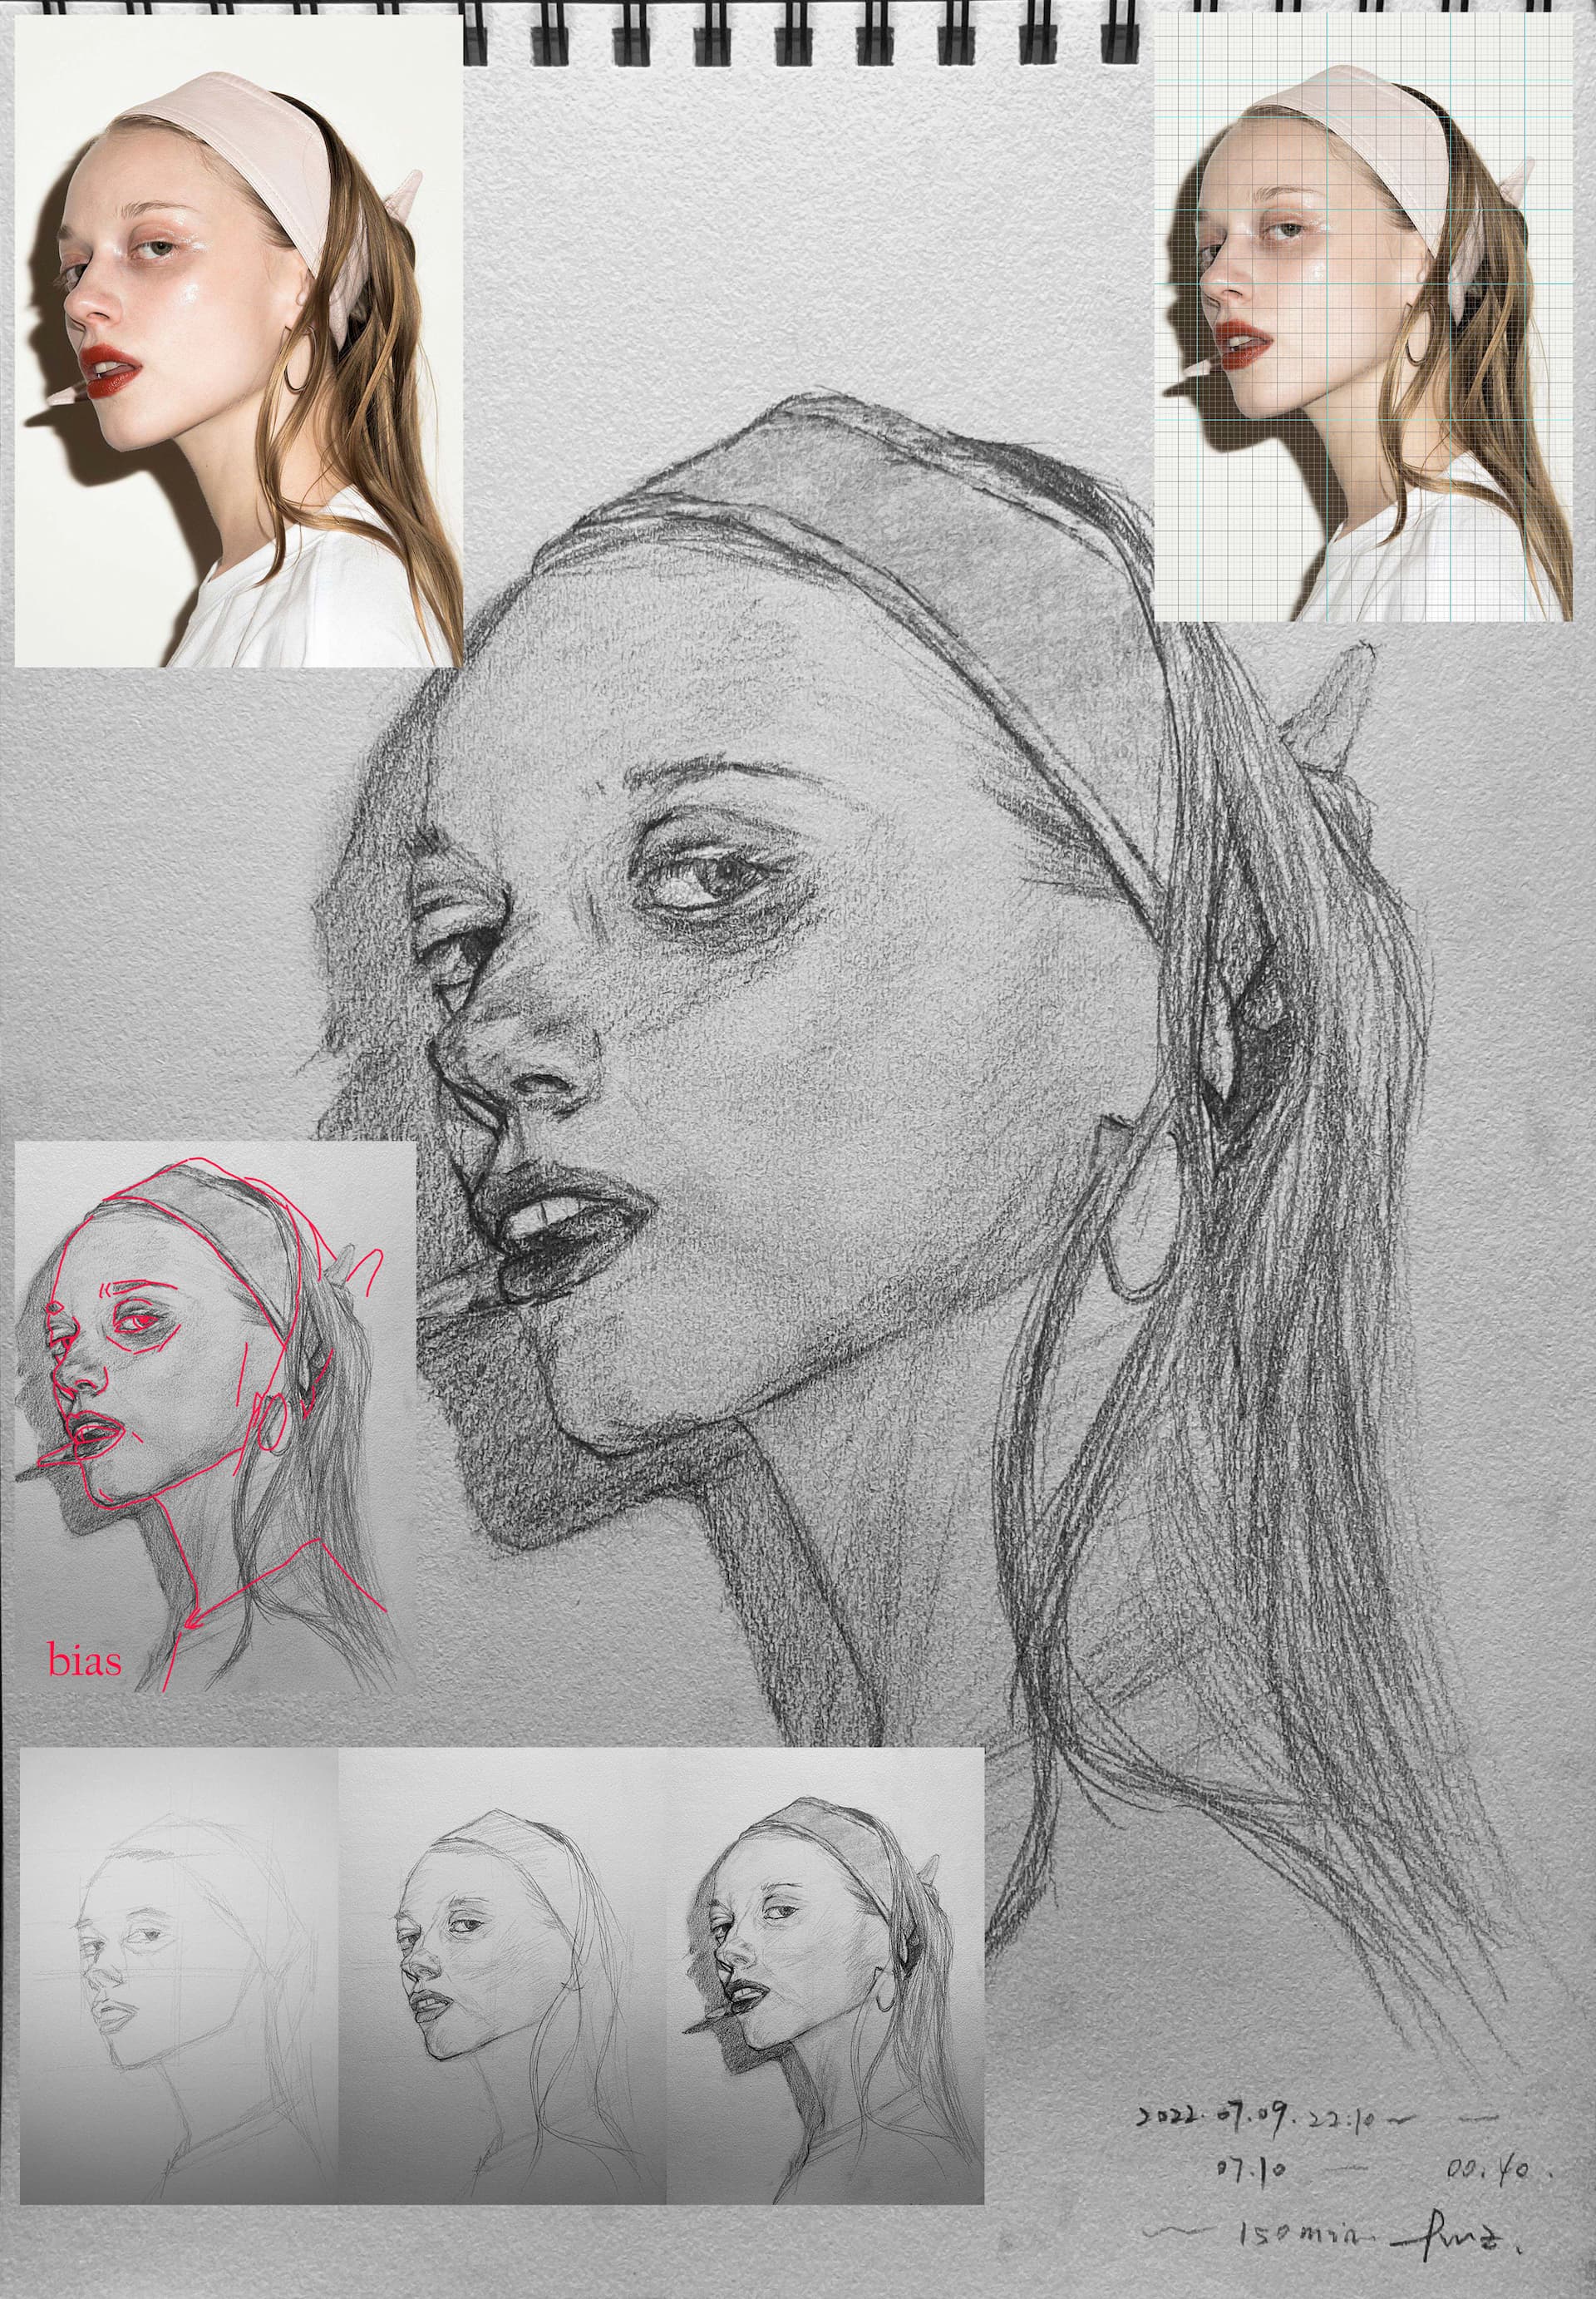 bias
2022.07.09.22:10~ —
07.10 — 00.40.
~ 150min